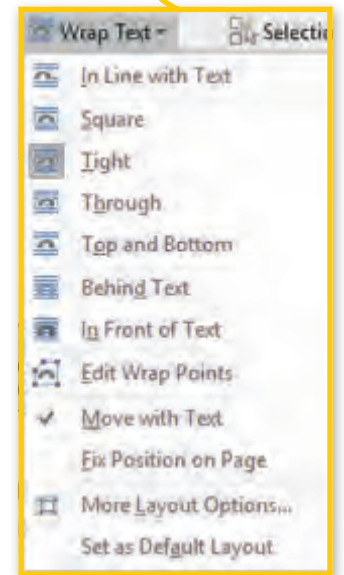 Wrap Text
In Line with Text
Square
Tight
Through
Top and Bottom
Behind Text
In Front of Text
Edit Wrap Points
Move with Text
Fix Position on Page
More Layout Options...
Set as Default Layout